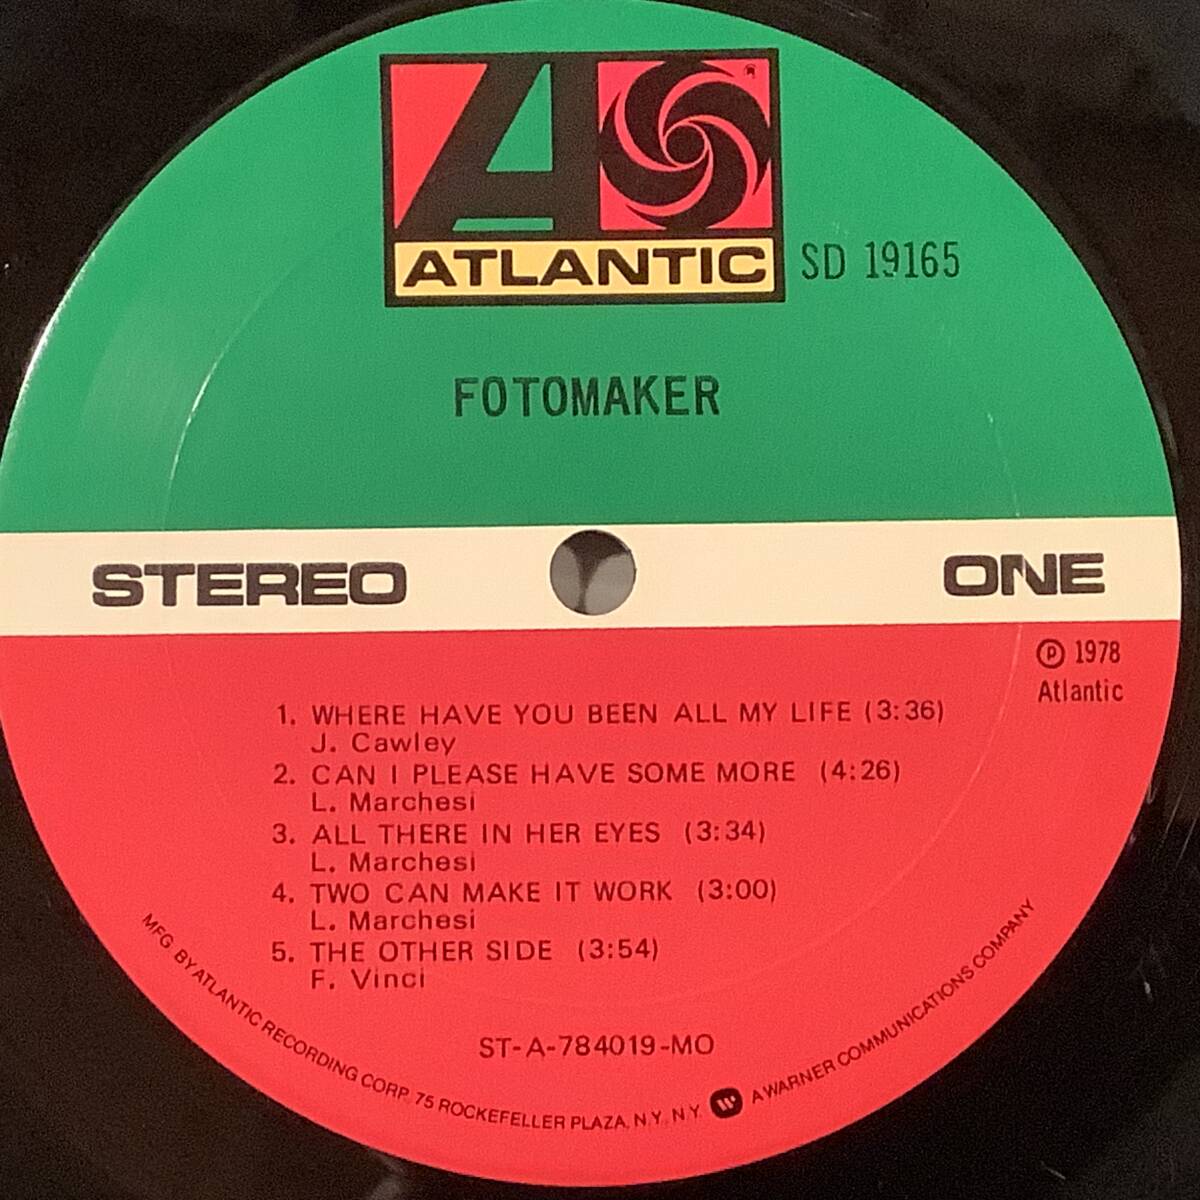 ATLANTIC
SD 19165
FOTOMAKER
STEREO
ONE
℗ 1978
Atlantic
1. WHERE HAVE YOU BEEN ALL MY LIFE (3:36)
J. Cawley
2. CAN I PLEASE HAVE SOME MORE (4:26)
L. Marchesi
3. ALL THERE IN HER EYES (3:34)
L. Marchesi
4. TWO CAN MAKE IT WORK (3:00)
L. Marchesi
5. THE OTHER SIDE (3:54)
F. Vinci
ST-A-784019-MO
MFG. BY ATLANTIC RECORDING CORP. 75 ROCKEFELLER PLAZA, N.Y. N.Y. A WARNER COMMUNICATIONS COMPANY